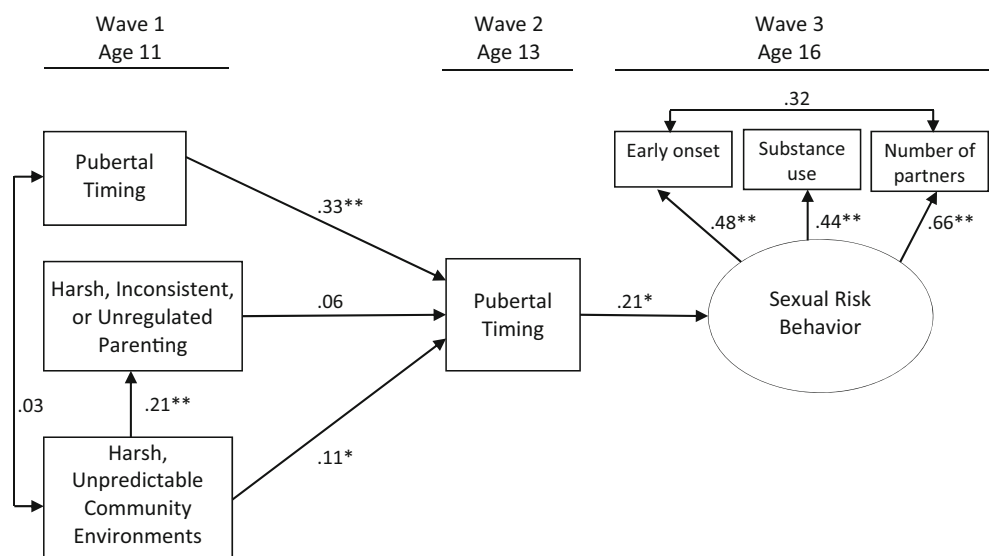 Wave 1
Age 11
Wave 2
Age 13
Wave 3
Age 16
.32
Early onset
Substance
use
Number of
partners
Pubertal
Timing
.33**
.48**
.44**
.66**
Harsh, Inconsistent,
or Unregulated
Parenting
.06
Pubertal
Timing
.21*
Sexual Risk
Behavior
.03
.21**
.11*
Harsh,
Unpredictable
Community
Environments